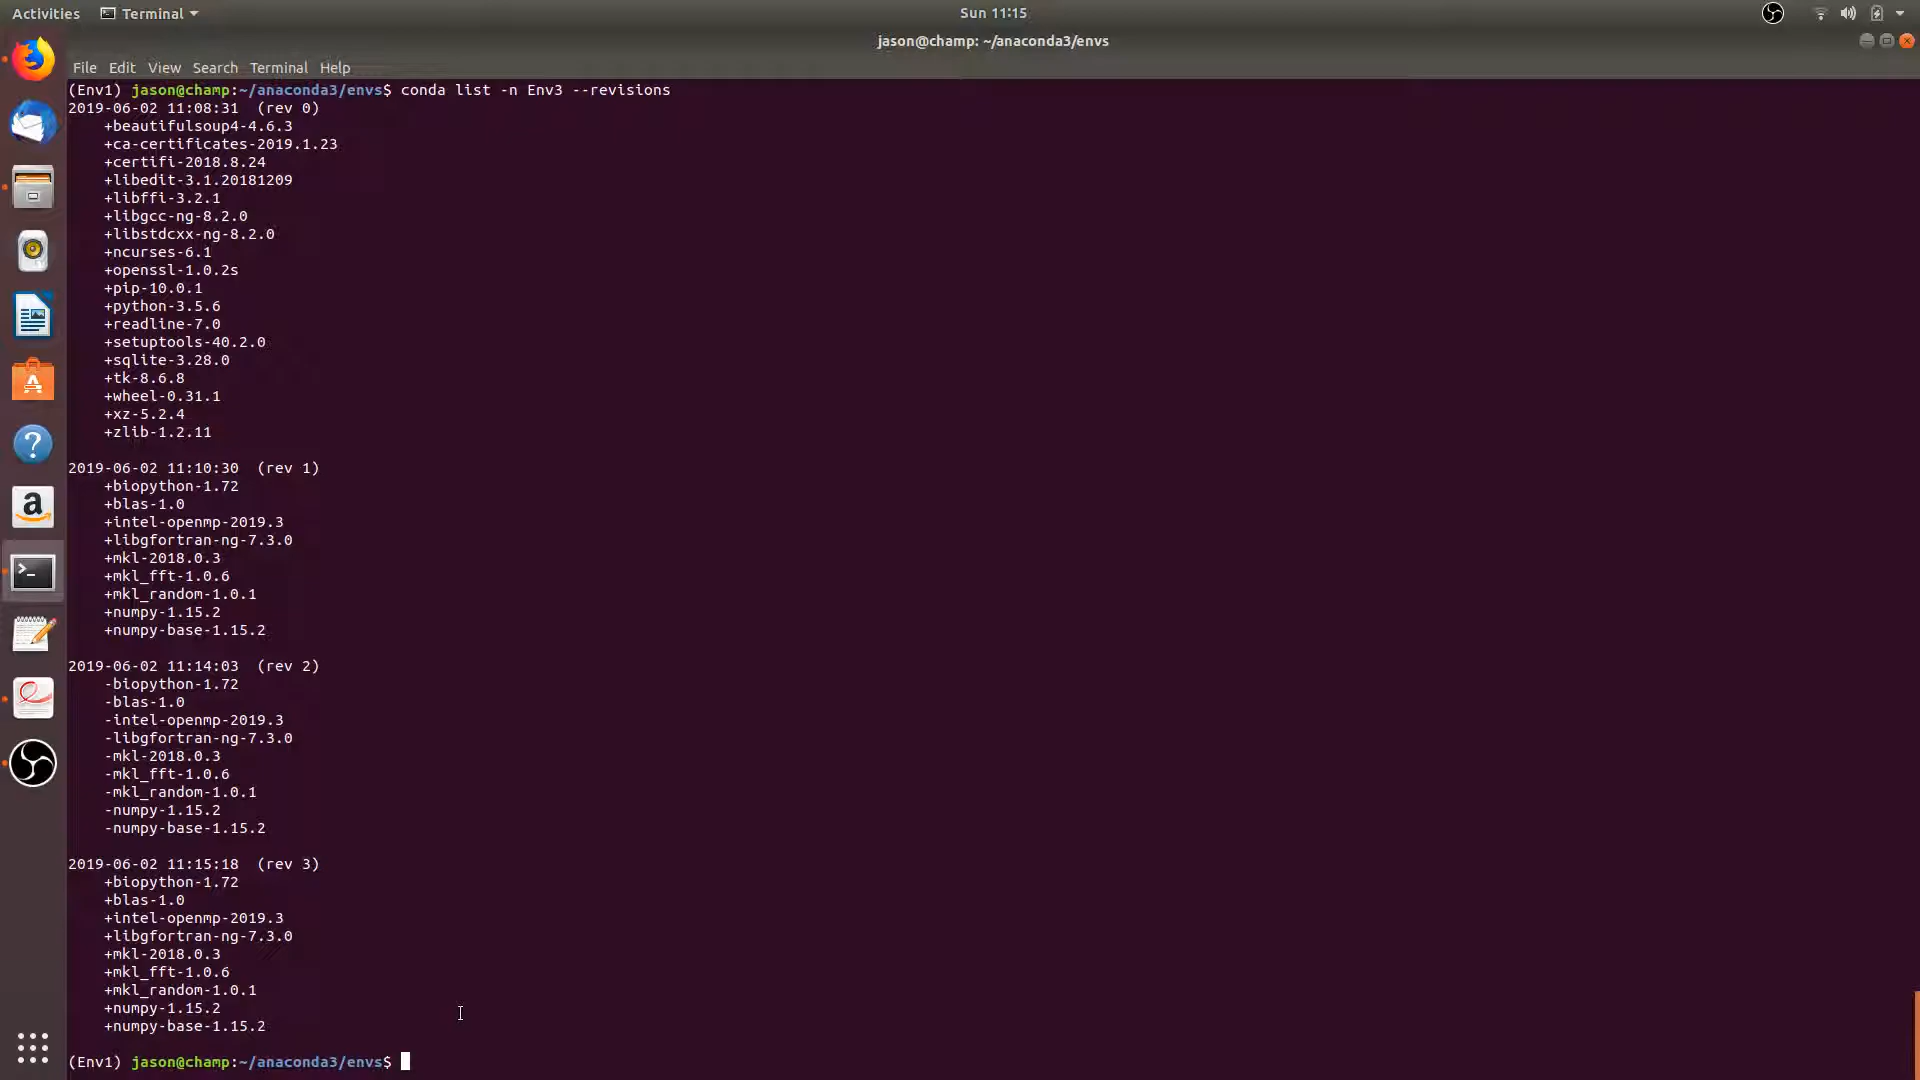 Activities
Terminal
Sun 11:15
jason@champ: ~/anaconda3/envs
File Edit View Search Terminal Help
(Env1) jason@champ:~/anaconda3/envs$ conda list -n Env3 --revisions
2019-06-02 11:08:31  (rev 0)
    +beautifulsoup4-4.6.3
    +ca-certificates-2019.1.23
    +certifi-2018.8.24
    +libedit-3.1.20181209
    +libffi-3.2.1
    +libgcc-ng-8.2.0
    +libstdcxx-ng-8.2.0
    +ncurses-6.1
    +openssl-1.0.2s
    +pip-10.0.1
    +python-3.5.6
    +readline-7.0
    +setuptools-40.2.0
    +sqlite-3.28.0
    +tk-8.6.8
    +wheel-0.31.1
    +xz-5.2.4
    +zlib-1.2.11
2019-06-02 11:10:30  (rev 1)
    +biopython-1.72
    +blas-1.0
    +intel-openmp-2019.3
    +libgfortran-ng-7.3.0
    +mkl-2018.0.3
    +mkl_fft-1.0.6
    +mkl_random-1.0.1
    +numpy-1.15.2
    +numpy-base-1.15.2
2019-06-02 11:14:03  (rev 2)
    -biopython-1.72
    -blas-1.0
    -intel-openmp-2019.3
    -libgfortran-ng-7.3.0
    -mkl-2018.0.3
    -mkl_fft-1.0.6
    -mkl_random-1.0.1
    -numpy-1.15.2
    -numpy-base-1.15.2
2019-06-02 11:15:18  (rev 3)
    +biopython-1.72
    +blas-1.0
    +intel-openmp-2019.3
    +libgfortran-ng-7.3.0
    +mkl-2018.0.3
    +mkl_fft-1.0.6
    +mkl_random-1.0.1
    +numpy-1.15.2
    +numpy-base-1.15.2
(Env1) jason@champ:~/anaconda3/envs$